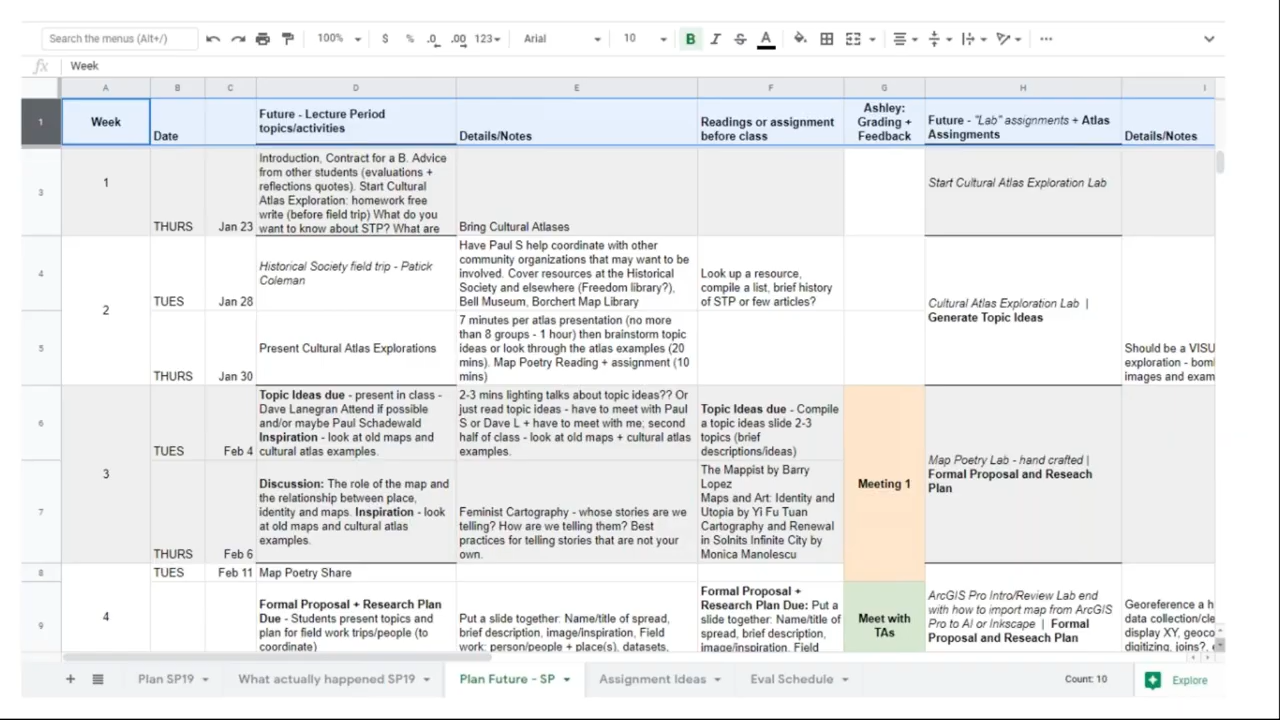 Search the menus (Alt+/)
100%
$
%
.0
.00
123
Arial
10
B
I
S
A
fx
Week
A
B
C
D
E
F
G
H
I
1
Week
Date
Future - Lecture Period
topics/activities
Details/Notes
Readings or assignment
before class
Ashley:
Grading +
Feedback
Future - "Lab" assignments + Atlas
Assingments
Details/Notes
3
1
THURS
Jan 23
Introduction, Contract for a B. Advice
from other students (evaluations +
reflections quotes). Start Cultural
Atlas Exploration: homework free
write (before field trip) What do you
want to know about STP? What are
Bring Cultural Atlases
Start Cultural Atlas Exploration Lab
4
2
TUES
Jan 28
Historical Society field trip - Patick
Coleman
Have Paul S help coordinate with other
community organizations that may want to be
involved. Cover resources at the Historical
Society and elsewhere (Freedom library?),
Bell Museum, Borchert Map Library
Look up a resource,
compile a list, brief history
of STP or few articles?
Cultural Atlas Exploration Lab |
Generate Topic Ideas
5
THURS
Jan 30
Present Cultural Atlas Explorations
7 minutes per atlas presentation (no more
than 8 groups - 1 hour) then brainstorm topic
ideas or look through the atlas examples (20
mins). Map Poetry Reading + assignment (10
mins)
Should be a VISU
exploration - bomb
images and exam
6
3
TUES
Feb 4
Topic Ideas due - present in class -
Dave Lanegran Attend if possible
and/or maybe Paul Schadewald
Inspiration - look at old maps and
cultural atlas examples.
2-3 mins lighting talks about topic ideas?? Or
just read topic ideas - have to meet with Paul
S or Dave L + have to meet with me; second
half of class - look at old maps + cultural atlas
examples.
Topic Ideas due - Compile
a topic ideas slide 2-3
topics (brief
descriptions/ideas)
Meeting 1
Map Poetry Lab - hand crafted |
Formal Proposal and Reseach
Plan
7
THURS
Feb 6
Discussion: The role of the map and
the relationship between place,
identity and maps. Inspiration - look
at old maps and cultural atlas
examples.
Feminist Cartography - whose stories are we
telling? How are we telling them? Best
practices for telling stories that are not your
own.
The Mappist by Barry
Lopez
Maps and Art: Identity and
Utopia by Yi Fu Tuan
Cartography and Renewal
in Solnits Infinite City by
Monica Manolescu
8
TUES
Feb 11
Map Poetry Share
9
4
Formal Proposal + Research Plan
Due - Students present topics and
plan for field work trips/people (to
coordinate)
Put a slide together: Name/title of spread,
brief description, image/inspiration, Field
work: person/people + place(s), datasets,
Formal Proposal +
Research Plan Due: Put a
slide together: Name/title of
spread, brief description,
image/inspiration, Field
Meet with
TAs
ArcGIS Pro Intro/Review Lab end
with how to import map from ArcGIS
Pro to AI or Inkscape | Formal
Proposal and Reseach Plan
Georeference a h
data collection/cle
display XY, geoco
digitizing, joins?,
Plan SP19
What actually happened SP19
Plan Future - SP
Assignment Ideas
Eval Schedule
Count: 10
Explore